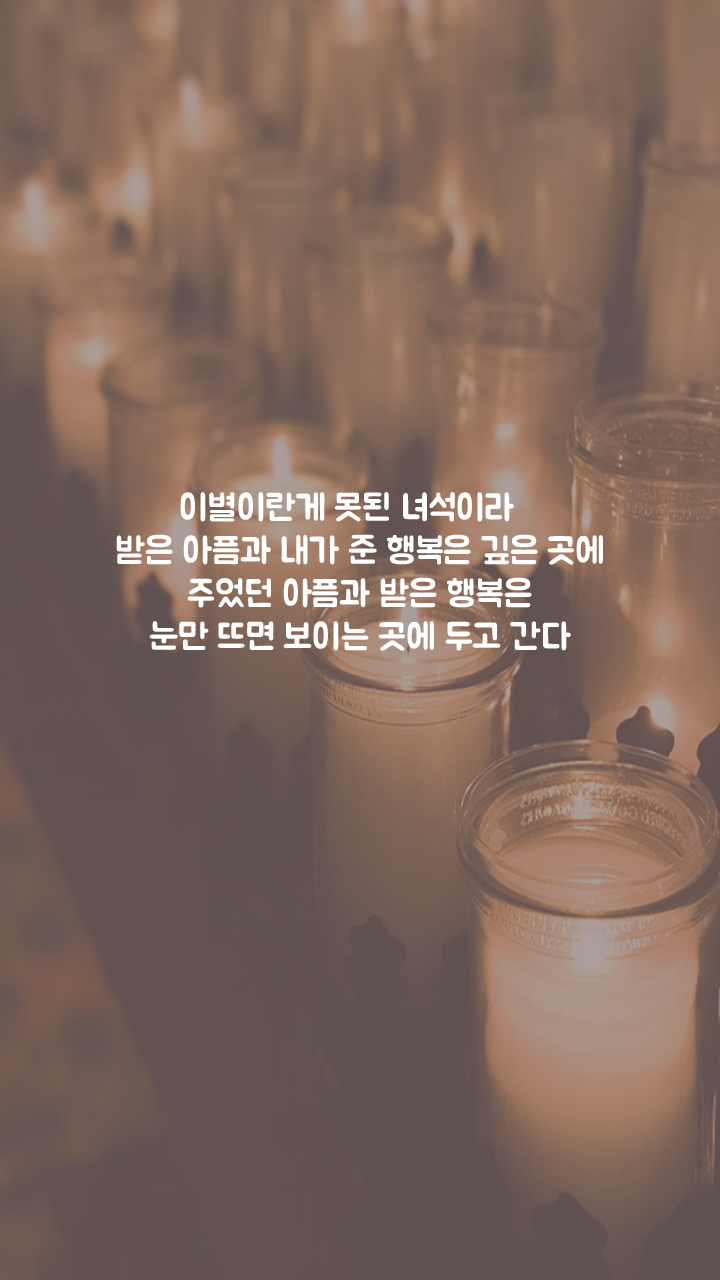 이별이란게 못된 녀석이라
받은 아픔과 내가 준 행복은 깊은 곳에
주었던 아픔과 받은 행복은
눈만 뜨면 보이는 곳에 두고 간다